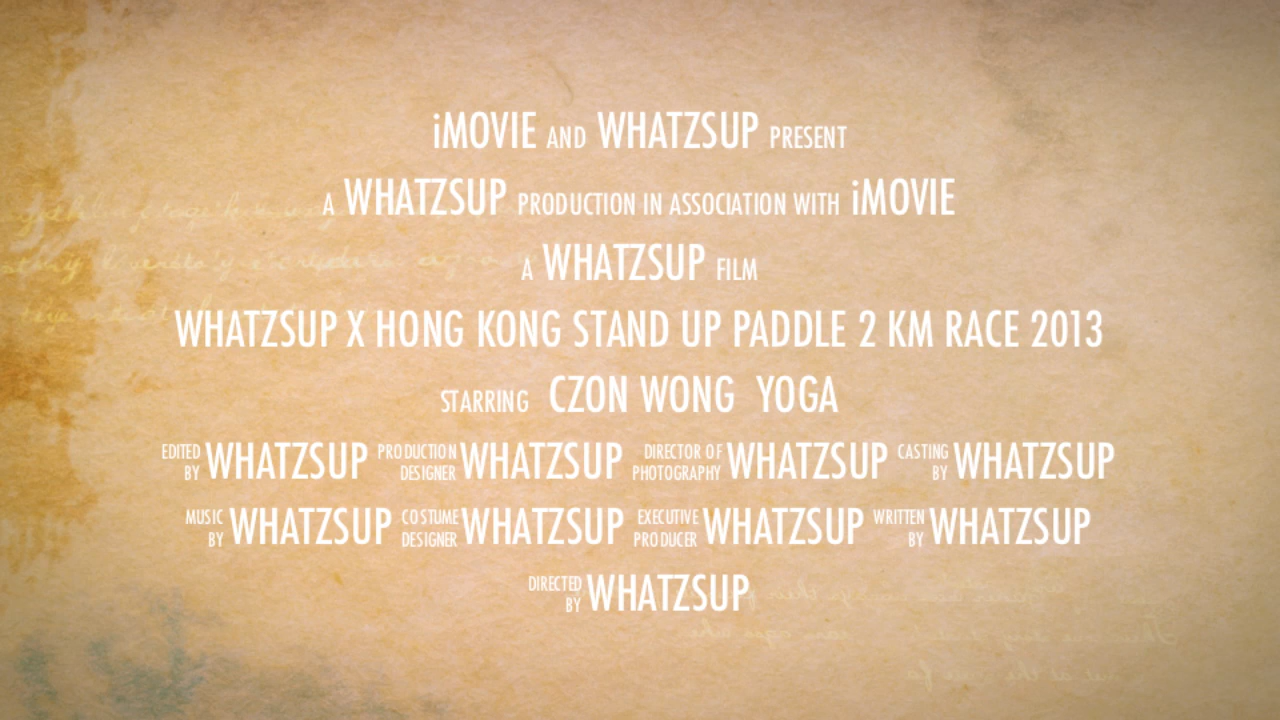 iMOVIE AND WHATZSUP PRESENT
A WHATZSUP PRODUCTION IN ASSOCIATION WITH iMOVIE
A WHATZSUP FILM
WHATZSUP X HONG KONG STAND UP PADDLE 2 KM RACE 2013
STARRING CZON WONG YOGA
EDITED BY WHATZSUP PRODUCTION DESIGNER WHATZSUP DIRECTOR OF PHOTOGRAPHY WHATZSUP CASTING BY WHATZSUP
MUSIC BY WHATZSUP COSTUME DESIGNER WHATZSUP EXECUTIVE PRODUCER WHATZSUP WRITTEN BY WHATZSUP
DIRECTED BY WHATZSUP